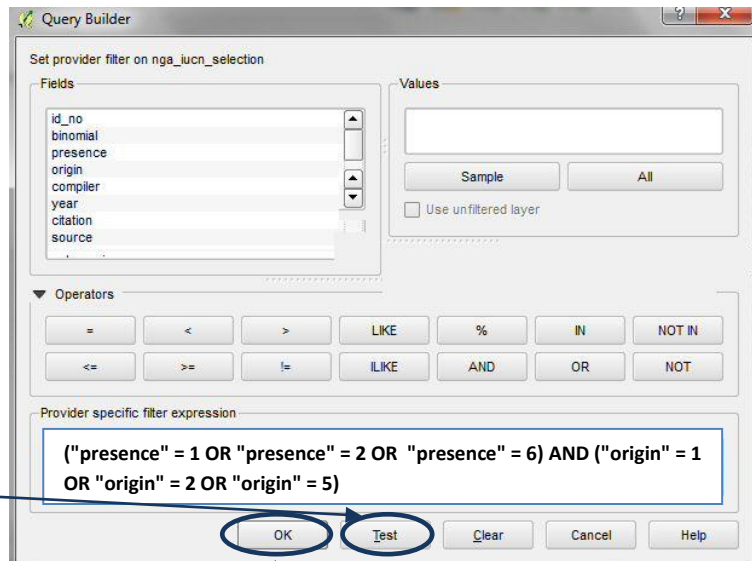 Query Builder
?
X
Set provider filter on nga_iucn_selection
Fields
Values
id_no
binomial
presence
origin
compiler
year
citation
source
Sample
All
Use unfiltered layer
Operators
= < > LIKE % IN NOT IN
<= >= != ILIKE AND OR NOT
Provider specific filter expression
("presence" = 1 OR "presence" = 2 OR "presence" = 6) AND ("origin" = 1
OR "origin" = 2 OR "origin" = 5)
OK Test Clear Cancel Help